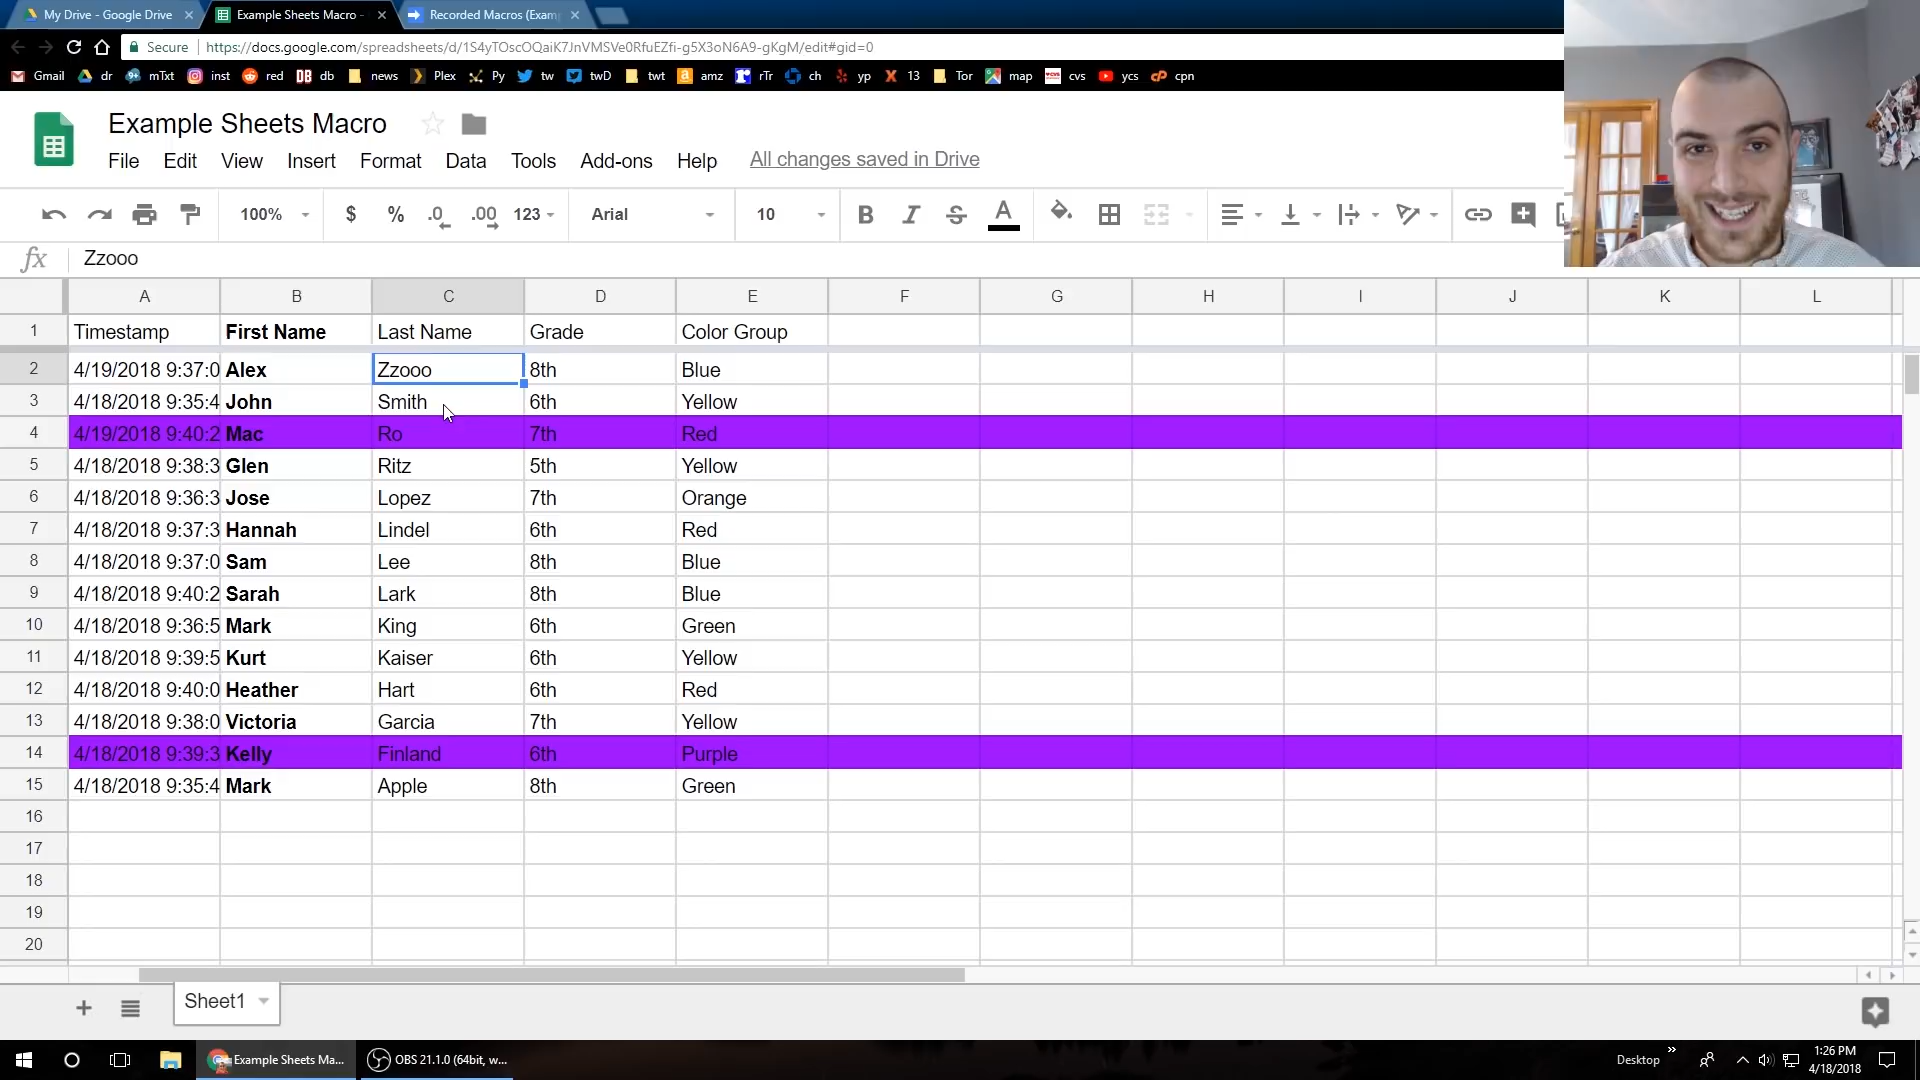 My Drive - Google Drive
Example Sheets Macro -
Recorded Macros (Exam
Secure
https://docs.google.com/spreadsheets/d/1S4yTOscOQaiK7JnVMSVe0RfuEZfi-g5X3oN6A9-gKgM/edit#gid=0
Gmail dr mTxt inst red DB db news Plex Py tw twD twt amz rTr ch yp 13 Tor map cvs ycs cpn
Example Sheets Macro
File Edit View Insert Format Data Tools Add-ons Help All changes saved in Drive
100% $ % .0 .00 123 Arial 10 B I S A
fx Zzooo
A B C D E F G H I J K L
1 Timestamp First Name Last Name Grade Color Group
2 4/19/2018 9:37:0 Alex Zzooo 8th Blue
3 4/18/2018 9:35:4 John Smith 6th Yellow
4 4/19/2018 9:40:2 Mac Ro 7th Red
5 4/18/2018 9:38:3 Glen Ritz 5th Yellow
6 4/18/2018 9:36:3 Jose Lopez 7th Orange
7 4/18/2018 9:37:3 Hannah Lindel 6th Red
8 4/18/2018 9:37:0 Sam Lee 8th Blue
9 4/18/2018 9:40:2 Sarah Lark 8th Blue
10 4/18/2018 9:36:5 Mark King 6th Green
11 4/18/2018 9:39:5 Kurt Kaiser 6th Yellow
12 4/18/2018 9:40:0 Heather Hart 6th Red
13 4/18/2018 9:38:0 Victoria Garcia 7th Yellow
14 4/18/2018 9:39:3 Kelly Finland 6th Purple
15 4/18/2018 9:35:4 Mark Apple 8th Green
16
17
18
19
20
Sheet1
Example Sheets Ma...
OBS 21.1.0 (64bit, w...
Desktop
1:26 PM
4/18/2018